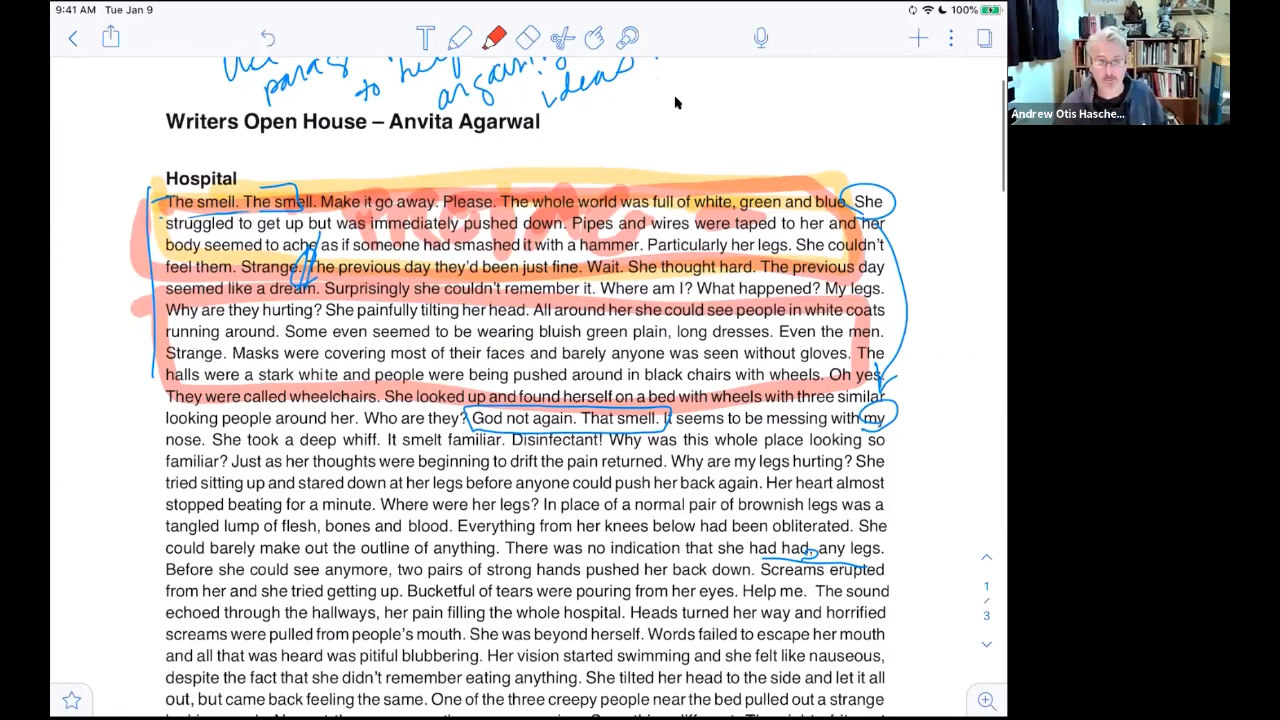 9:41 AM Tue Jan 9
100%
paras to help
to organize
ideas
Writers Open House – Anvita Agarwal
Hospital
The smell. The smell. Make it go away. Please. The whole world was full of white, green and blue. She
struggled to get up but was immediately pushed down. Pipes and wires were taped to her and her
body seemed to ache as if someone had smashed it with a hammer. Particularly her legs. She couldn't
feel them. Strange. The previous day they'd been just fine. Wait. She thought hard. The previous day
seemed like a dream. Surprisingly she couldn't remember it. Where am I? What happened? My legs.
Why are they hurting? She painfully tilting her head. All around her she could see people in white coats
running around. Some even seemed to be wearing bluish green plain, long dresses. Even the men.
Strange. Masks were covering most of their faces and barely anyone was seen without gloves. The
halls were a stark white and people were being pushed around in black chairs with wheels. Oh yes.
They were called wheelchairs. She looked up and found herself on a bed with wheels with three similar
looking people around her. Who are they? God not again. That smell. It seems to be messing with my
nose. She took a deep whiff. It smelt familiar. Disinfectant! Why was this whole place looking so
familiar? Just as her thoughts were beginning to drift the pain returned. Why are my legs hurting? She
tried sitting up and stared down at her legs before anyone could push her back again. Her heart almost
stopped beating for a minute. Where were her legs? In place of a normal pair of brownish legs was a
tangled lump of flesh, bones and blood. Everything from her knees below had been obliterated. She
could barely make out the outline of anything. There was no indication that she had had any legs.
Before she could see anymore, two pairs of strong hands pushed her back down. Screams erupted
from her and she tried getting up. Bucketful of tears were pouring from her eyes. Help me. The sound
echoed through the hallways, her pain filling the whole hospital. Heads turned her way and horrified
screams were pulled from people's mouth. She was beyond herself. Words failed to escape her mouth
and all that was heard was pitiful blubbering. Her vision started swimming and she felt like nauseous,
despite the fact that she didn't remember eating anything. She tilted her head to the side and let it all
out, but came back feeling the same. One of the three creepy people near the bed pulled out a strange
1
/
3
Andrew Otis Hasche...